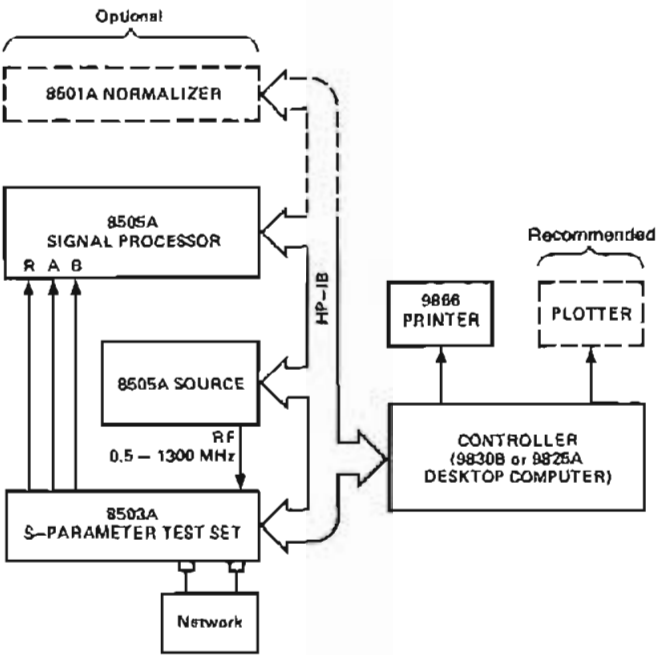 Optional
8501A NORMALIZER
8505A
SIGNAL PROCESSOR
R A B
HP-IB
Recommended
9866
PRINTER
PLOTTER
8505A SOURCE
RF
0.5 – 1300 MHz
CONTROLLER
(9830B or 9825A
DESKTOP COMPUTER)
8503A
S-PARAMETER TEST SET
Network